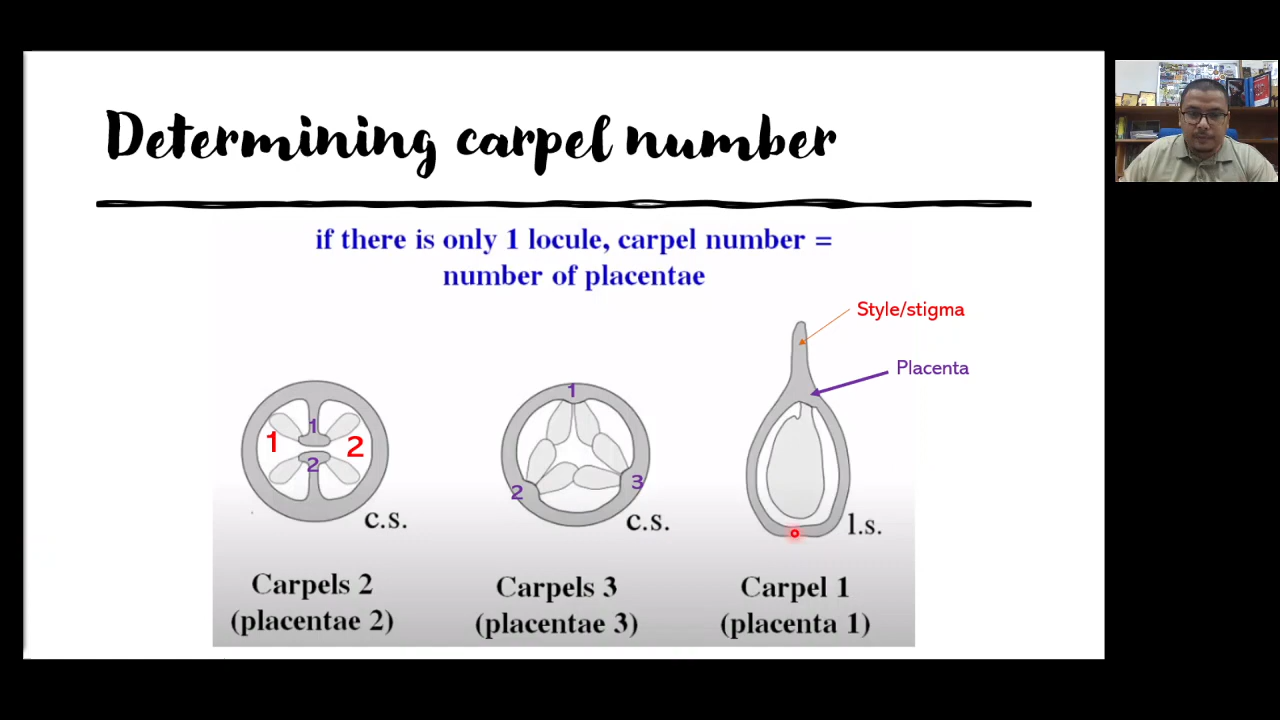 Determining carpel number
if there is only 1 locule, carpel number =
number of placentae
Style/stigma
Placenta
1
2
1
2
c.s.
1
2
3
c.s.
l.s.
Carpels 2
(placentae 2)
Carpels 3
(placentae 3)
Carpel 1
(placenta 1)